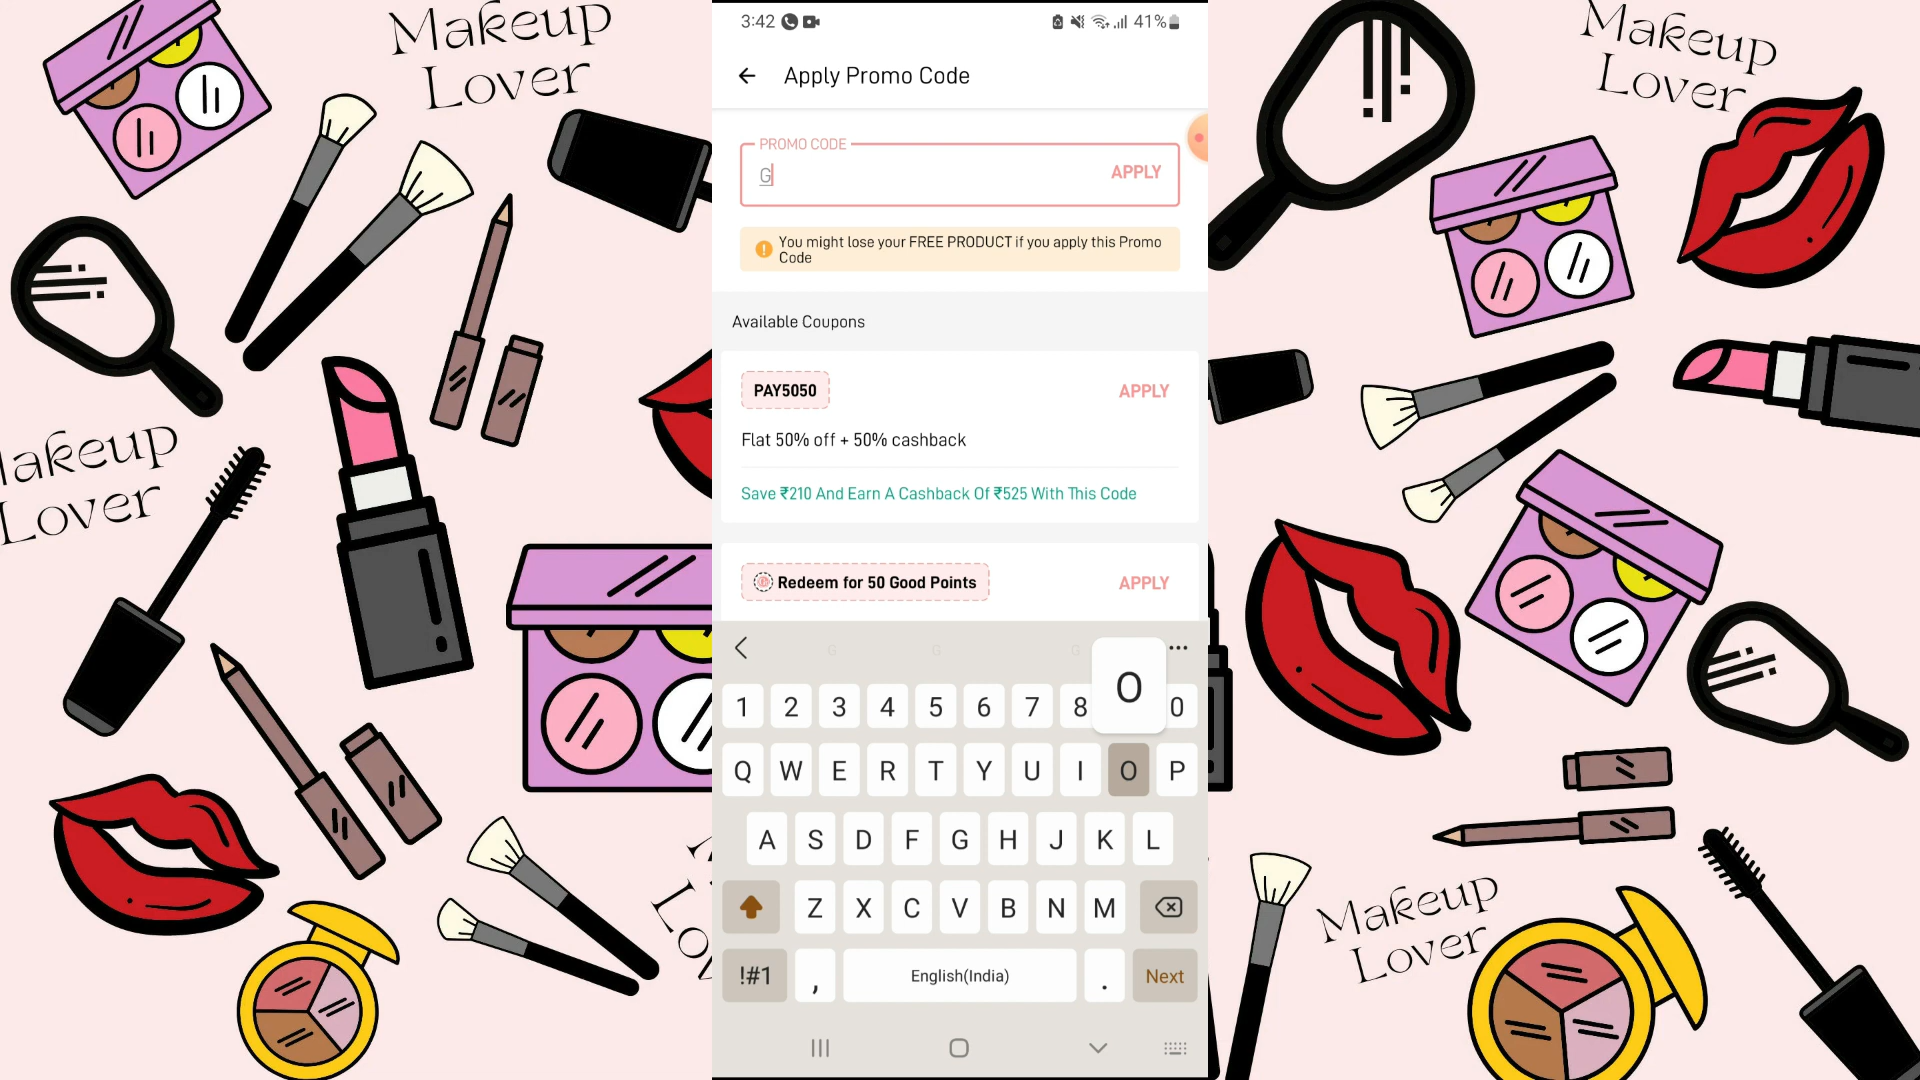 Makeup
Lover
Makeup
Lover
akeup
Lover
Makeup
Lover
3:42
41%
Apply Promo Code
PROMO CODE
G
APPLY
You might lose your FREE PRODUCT if you apply this Promo
Code
Available Coupons
PAY5050
APPLY
Flat 50% off + 50% cashback
Save ₹210 And Earn A Cashback Of ₹525 With This Code
Redeem for 50 Good Points
APPLY
G G G
O
1 2 3 4 5 6 7 8 0
Q W E R T Y U I O P
A S D F G H J K L
Z X C V B N M
!#1 , English(India) . Next